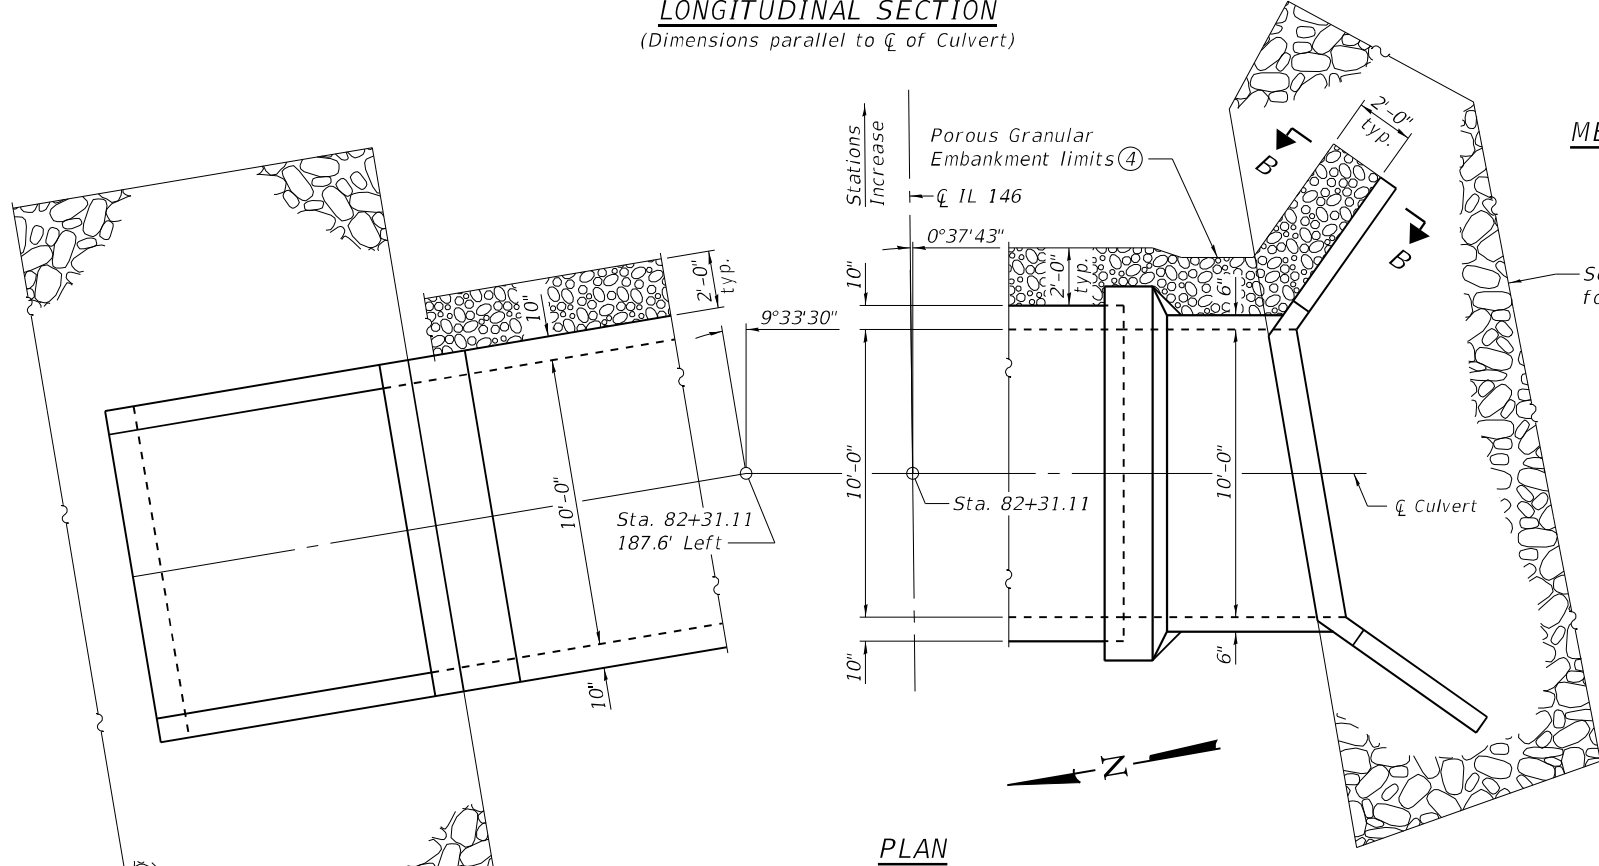 LONGITUDINAL SECTION
(Dimensions parallel to ℄ of Culvert)
Stations
Increase
Porous Granular
Embankment limits 4
℄ IL 146
0°37'43"
2'-0"
typ.
B
B
2'-0"
typ.
10"
2'-0"
typ.
6"
10"
9°33'30"
10'-0"
10'-0"
10'-0"
Sta. 82+31.11
187.6' Left
Sta. 82+31.11
℄ Culvert
10"
10"
6"
N
PLAN